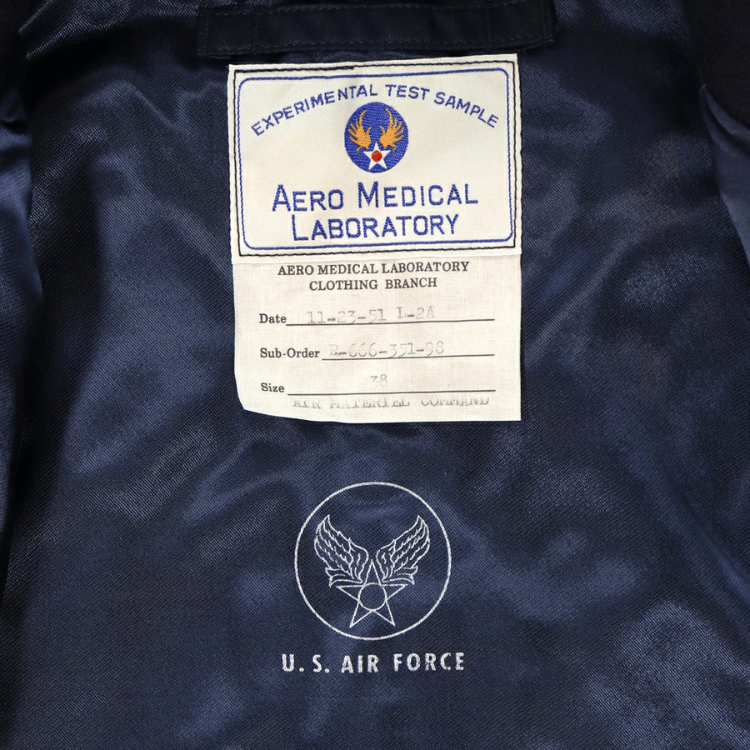 EXPERIMENTAL TEST SAMPLE
AERO MEDICAL
LABORATORY
AERO MEDICAL LABORATORY
CLOTHING BRANCH
Date 11-23-51 L-2A
Sub-Order
Size 38
AIR MATERIEL COMMAND
U. S. AIR FORCE